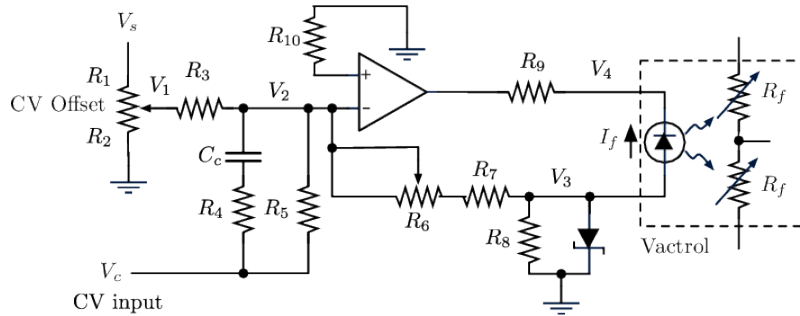 V_s
R_10
R_1
V_1
R_3
V_2
+
−
R_9
V_4
R_f
CV Offset
R_2
C_c
I_f
R_4
R_5
R_6
R_7
V_3
R_8
R_f
Vactrol
V_c
CV input